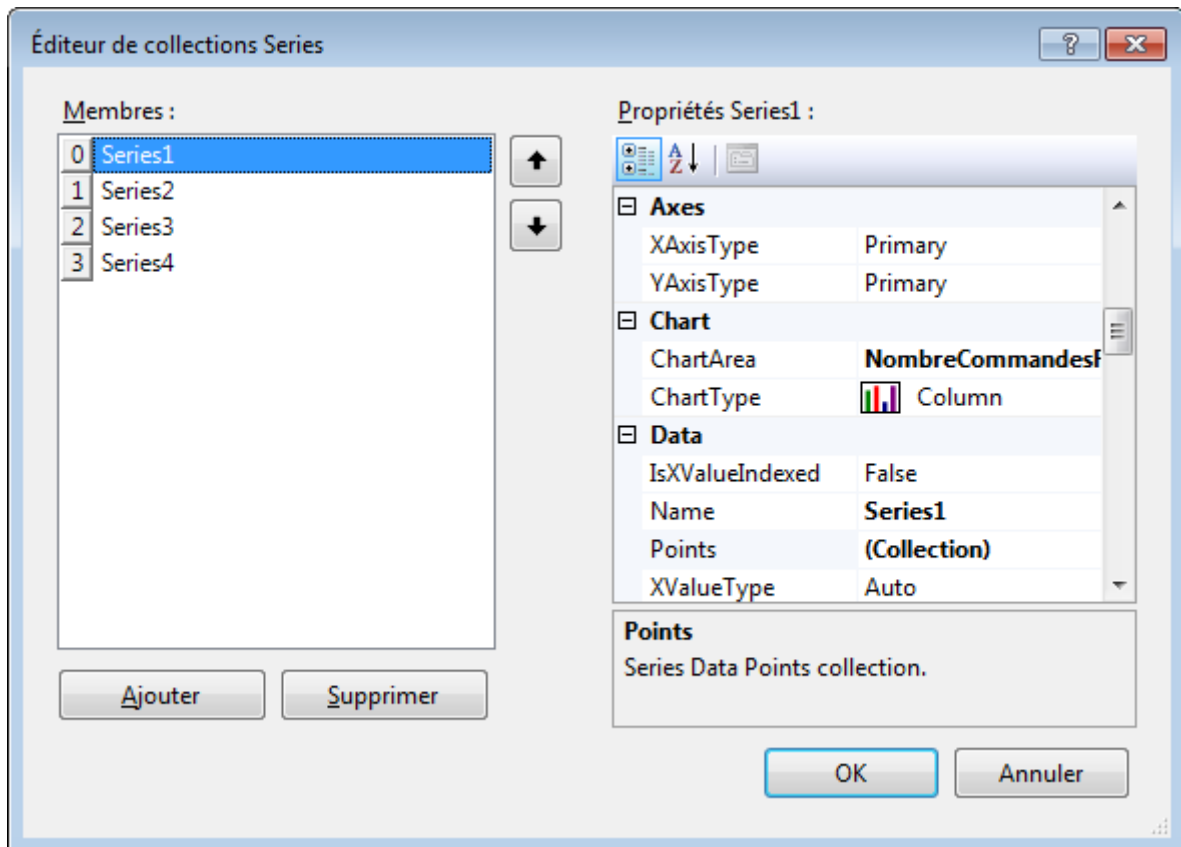 Éditeur de collections Series
Membres :
0 Series1
1 Series2
2 Series3
3 Series4
Ajouter
Supprimer
Propriétés Series1 :
Axes
XAxisType Primary
YAxisType Primary
Chart
ChartArea NombreCommandesF
ChartType Column
Data
IsXValueIndexed False
Name Series1
Points (Collection)
XValueType Auto
Points
Series Data Points collection.
OK
Annuler